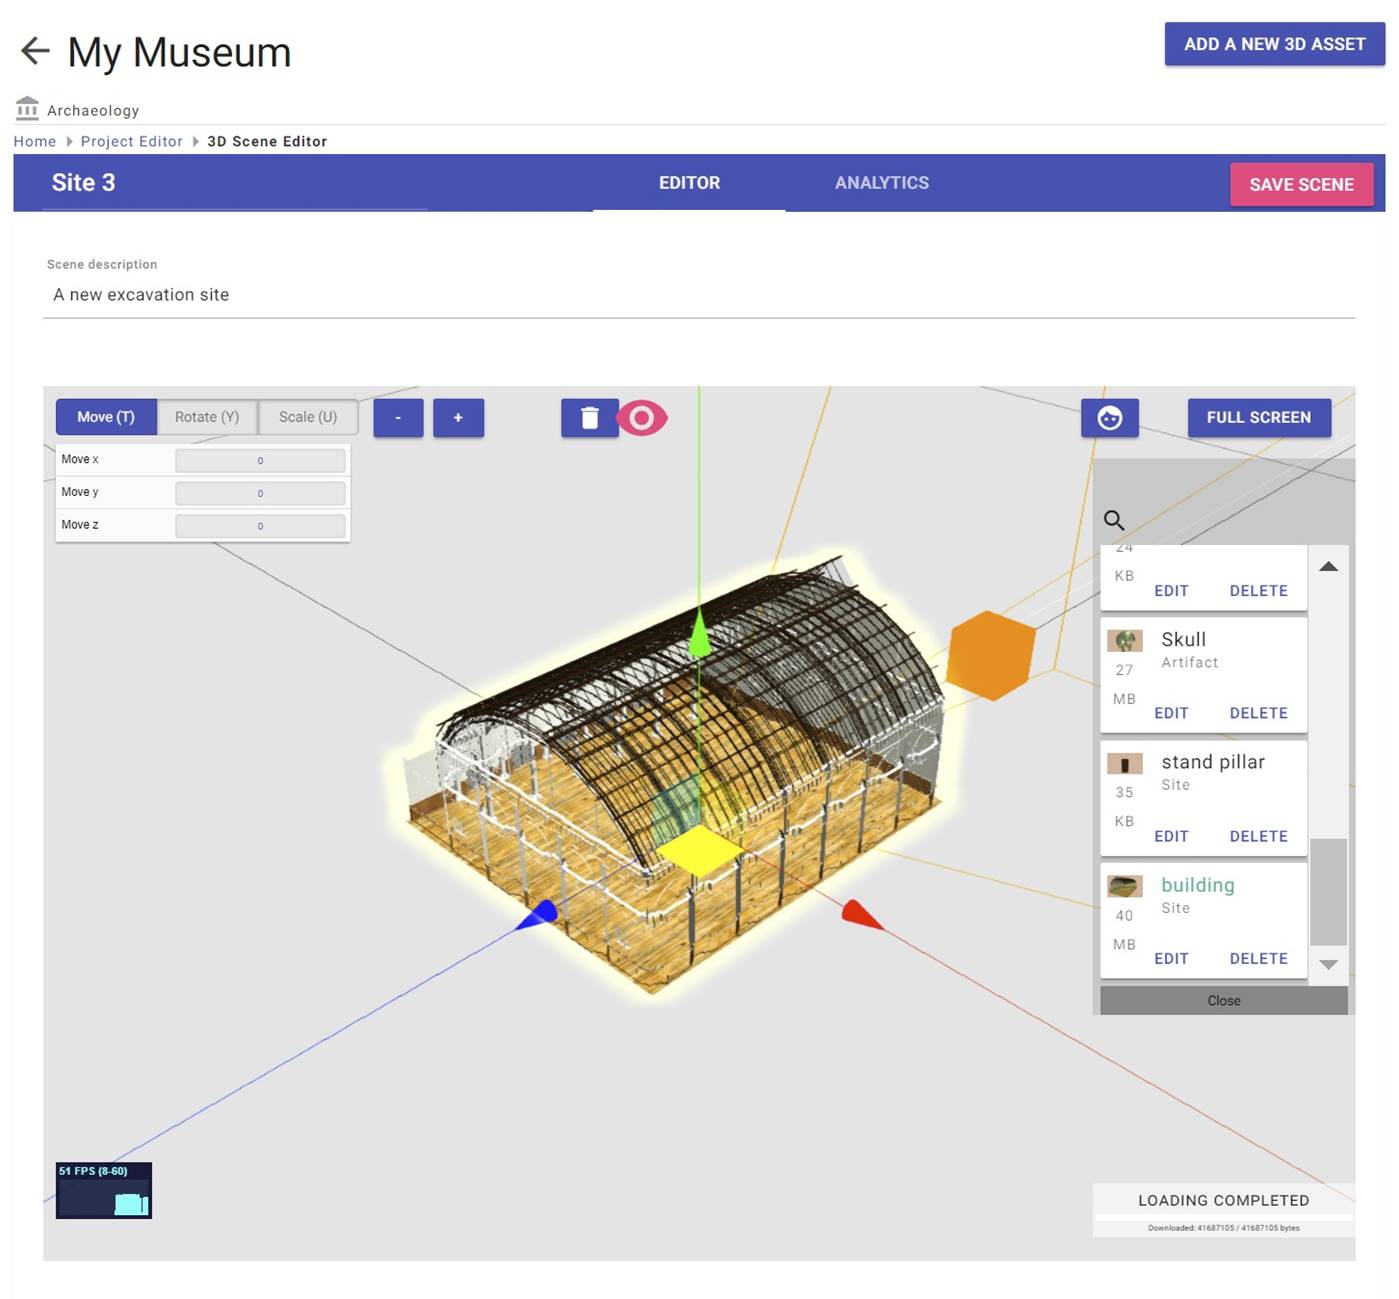 My Museum
ADD A NEW 3D ASSET
Archaeology
Home Project Editor 3D Scene Editor
Site 3 EDITOR ANALYTICS SAVE SCENE
Scene description
A new excavation site
Move (T) Rotate (Y) Scale (U) - + FULL SCREEN
Move x 0
Move y 0
Move z 0
24
KB
EDIT DELETE
Skull
Artifact
27
MB
EDIT DELETE
stand pillar
Site
35
KB
EDIT DELETE
building
Site
40
MB
EDIT DELETE
Close
51 FPS (8-60)
LOADING COMPLETED
Downloaded: 41687105 / 41687105 bytes